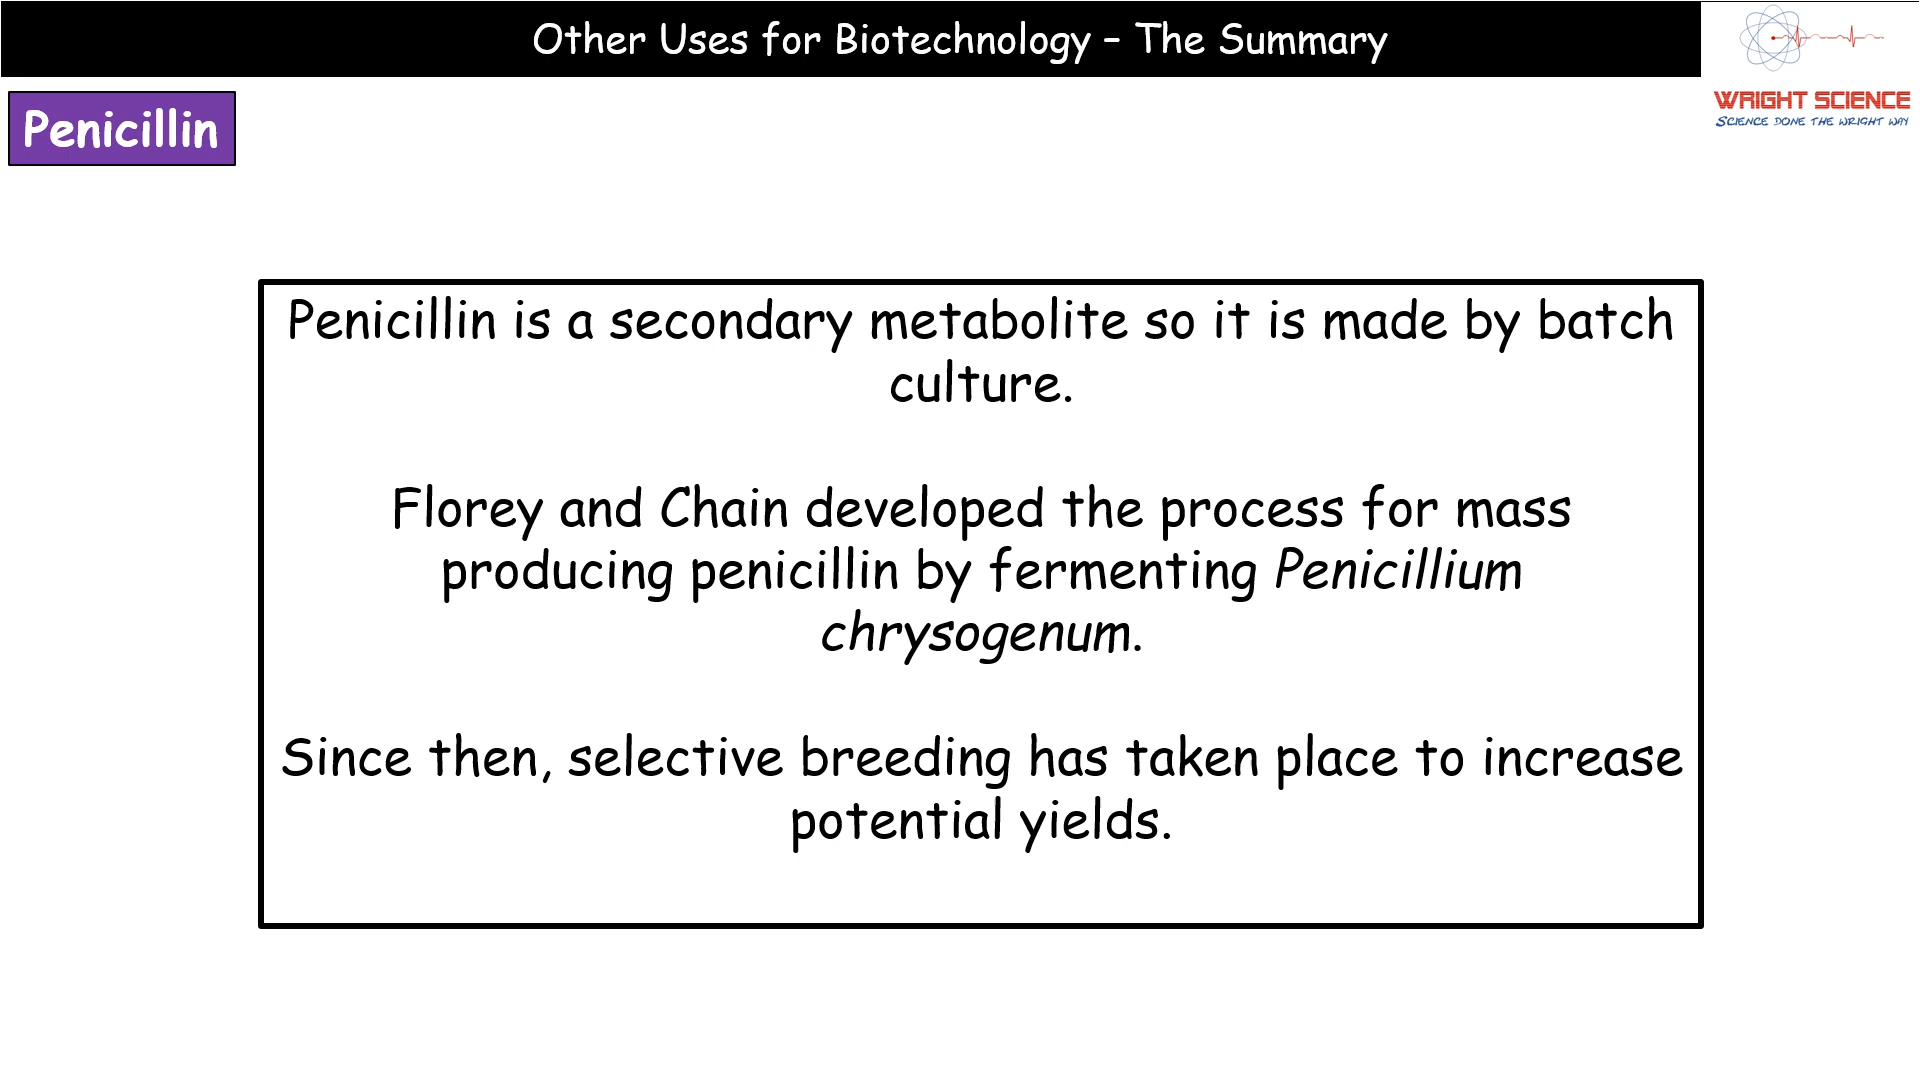 Other Uses for Biotechnology – The Summary
WRIGHT SCIENCE
SCIENCE DONE THE WRIGHT WAY
Penicillin
Penicillin is a secondary metabolite so it is made by batch
culture.
Florey and Chain developed the process for mass
producing penicillin by fermenting Penicillium
chrysogenum.
Since then, selective breeding has taken place to increase
potential yields.